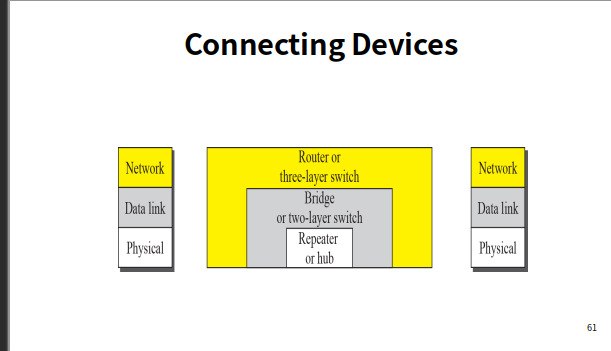 Connecting Devices
Network
Data link
Physical
Router or
three-layer switch
Bridge
or two-layer switch
Repeater
or hub
Network
Data link
Physical
61